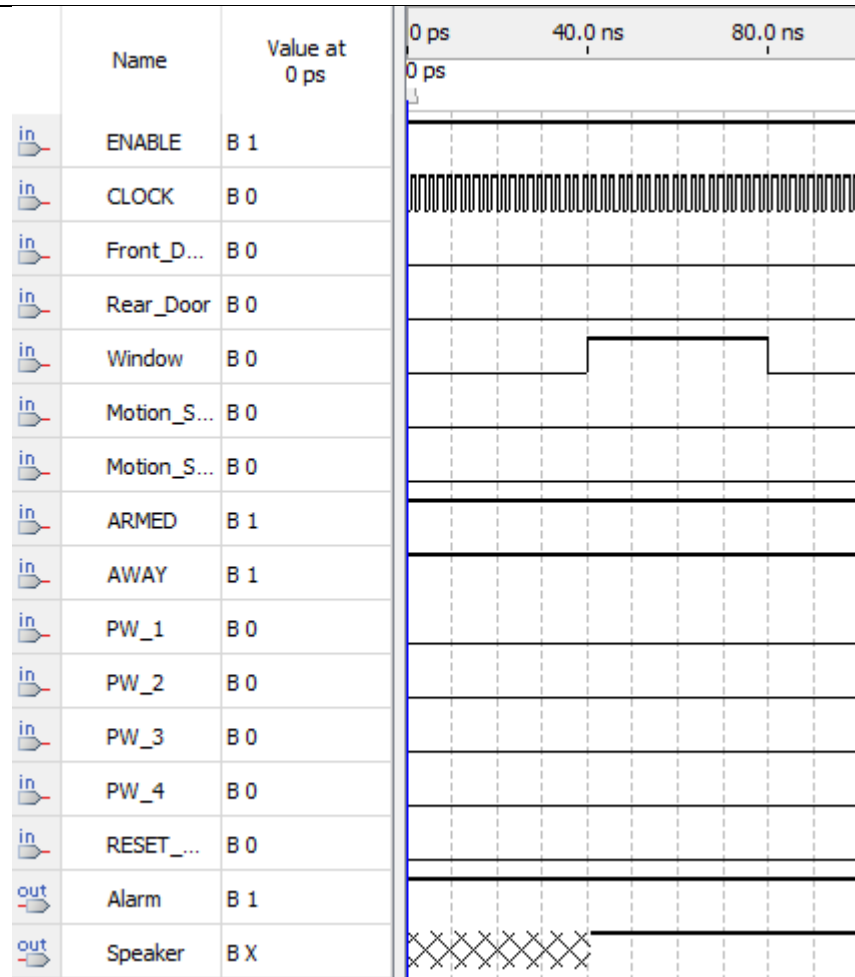 0 ps 40.0 ns 80.0 ns
Name Value at 0 ps
0 ps
in ENABLE B 1
in CLOCK B 0
in Front_D... B 0
in Rear_Door B 0
in Window B 0
in Motion_S... B 0
in Motion_S... B 0
in ARMED B 1
in AWAY B 1
in PW_1 B 0
in PW_2 B 0
in PW_3 B 0
in PW_4 B 0
in RESET_... B 0
out Alarm B 1
out Speaker B X